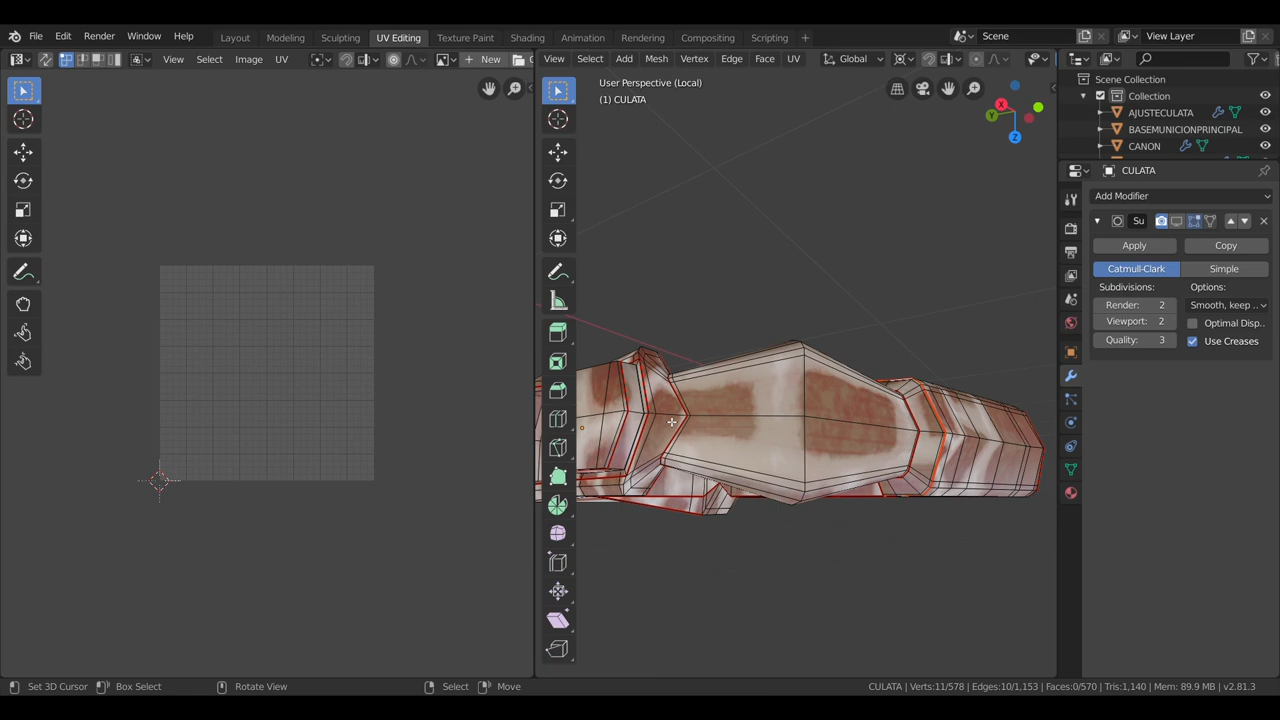 File Edit Render Window Help Layout Modeling Sculpting UV Editing Texture Paint Shading Animation Rendering Compositing Scripting + Scene View Layer
View Select Image UV New View Select Add Mesh Vertex Edge Face UV Global
User Perspective (Local)
(1) CULATA
X
Y
Z
Scene Collection
Collection
AJUSTECULATA
BASEMUNICIONPRINCIPAL
CANON
CULATA
Add Modifier
Su
Apply Copy
Catmull-Clark Simple
Subdivisions: Options:
Render: 2 Smooth, keep ..
Viewport: 2 Optimal Disp..
Quality: 3 Use Creases
Set 3D Cursor Box Select Rotate View Select Move CULATA | Verts:11/578 | Edges:10/1,153 | Faces:0/570 | Tris:1,140 | Mem: 89.9 MB | v2.81.3